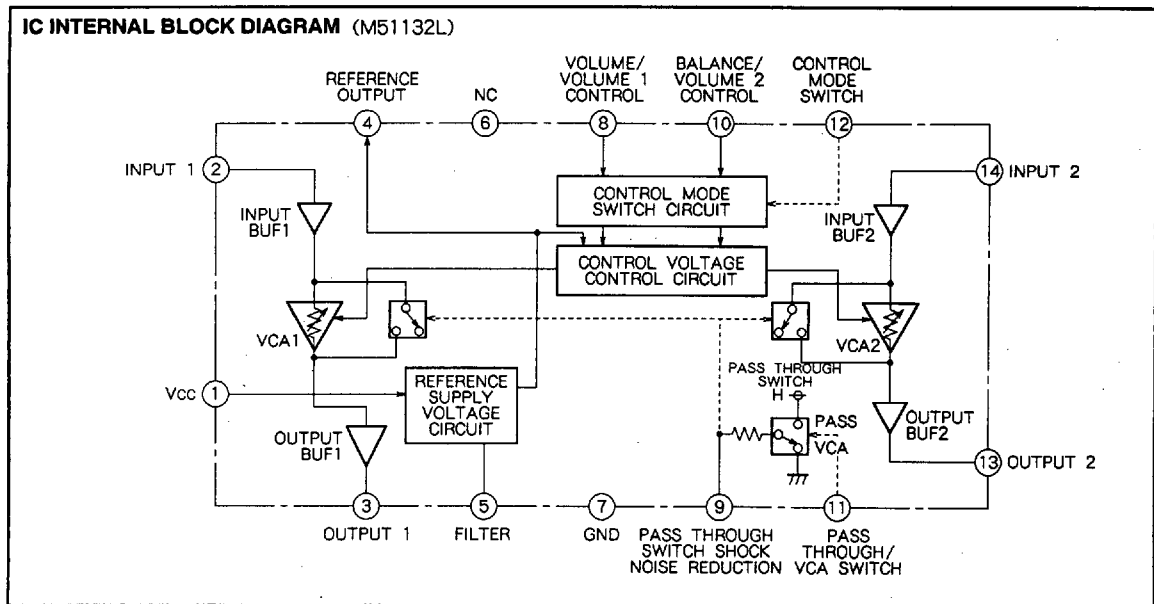 IC INTERNAL BLOCK DIAGRAM (M51132L)
REFERENCE
OUTPUT
NC
VOLUME/
VOLUME 1
CONTROL
BALANCE/
VOLUME 2
CONTROL
CONTROL
MODE
SWITCH
4
6
8
10
12
INPUT 1
2
14
INPUT 2
CONTROL MODE
SWITCH CIRCUIT
INPUT
BUF1
INPUT
BUF2
CONTROL VOLTAGE
CONTROL CIRCUIT
VCA1
VCA2
Vcc
1
REFERENCE
SUPPLY
VOLTAGE
CIRCUIT
PASS THROUGH
SWITCH
H
PASS
VCA
OUTPUT
BUF1
OUTPUT
BUF2
13
OUTPUT 2
3
5
7
9
11
OUTPUT 1
FILTER
GND
PASS THROUGH
SWITCH SHOCK
NOISE REDUCTION
PASS
THROUGH/
VCA SWITCH